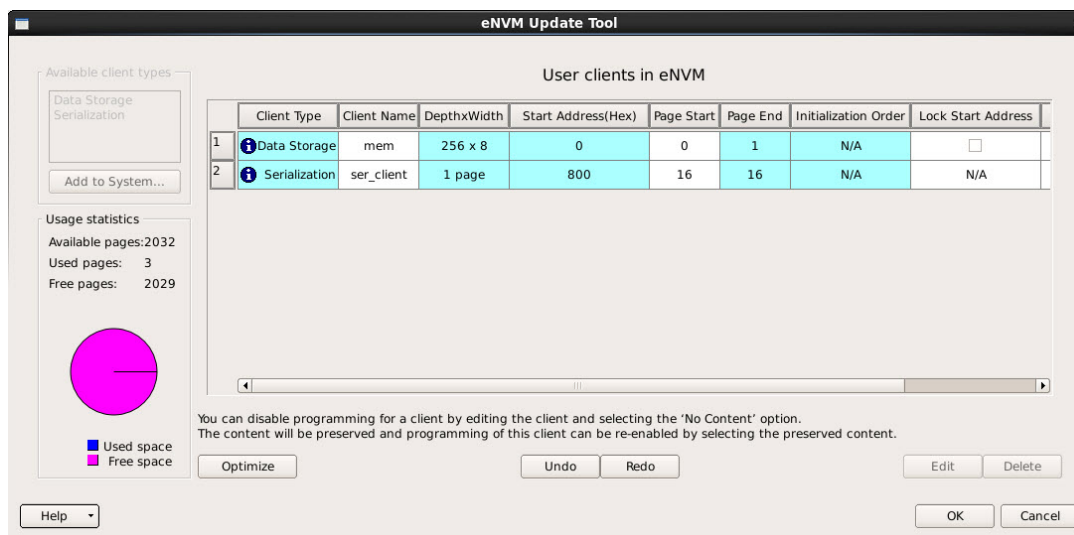 eNVM Update Tool
Available client types
Data Storage
Serialization
Add to System...
Usage statistics
Available pages:2032
Used pages: 3
Free pages: 2029
Used space
Free space
User clients in eNVM
Client Type Client Name DepthxWidth Start Address(Hex) Page Start Page End Initialization Order Lock Start Address
1 Data Storage mem 256 x 8 0 0 1 N/A
2 Serialization ser_client 1 page 800 16 16 N/A N/A
You can disable programming for a client by editing the client and selecting the ‘No Content’ option.
The content will be preserved and programming of this client can be re-enabled by selecting the preserved content.
Optimize Undo Redo Edit Delete
Help OK Cancel